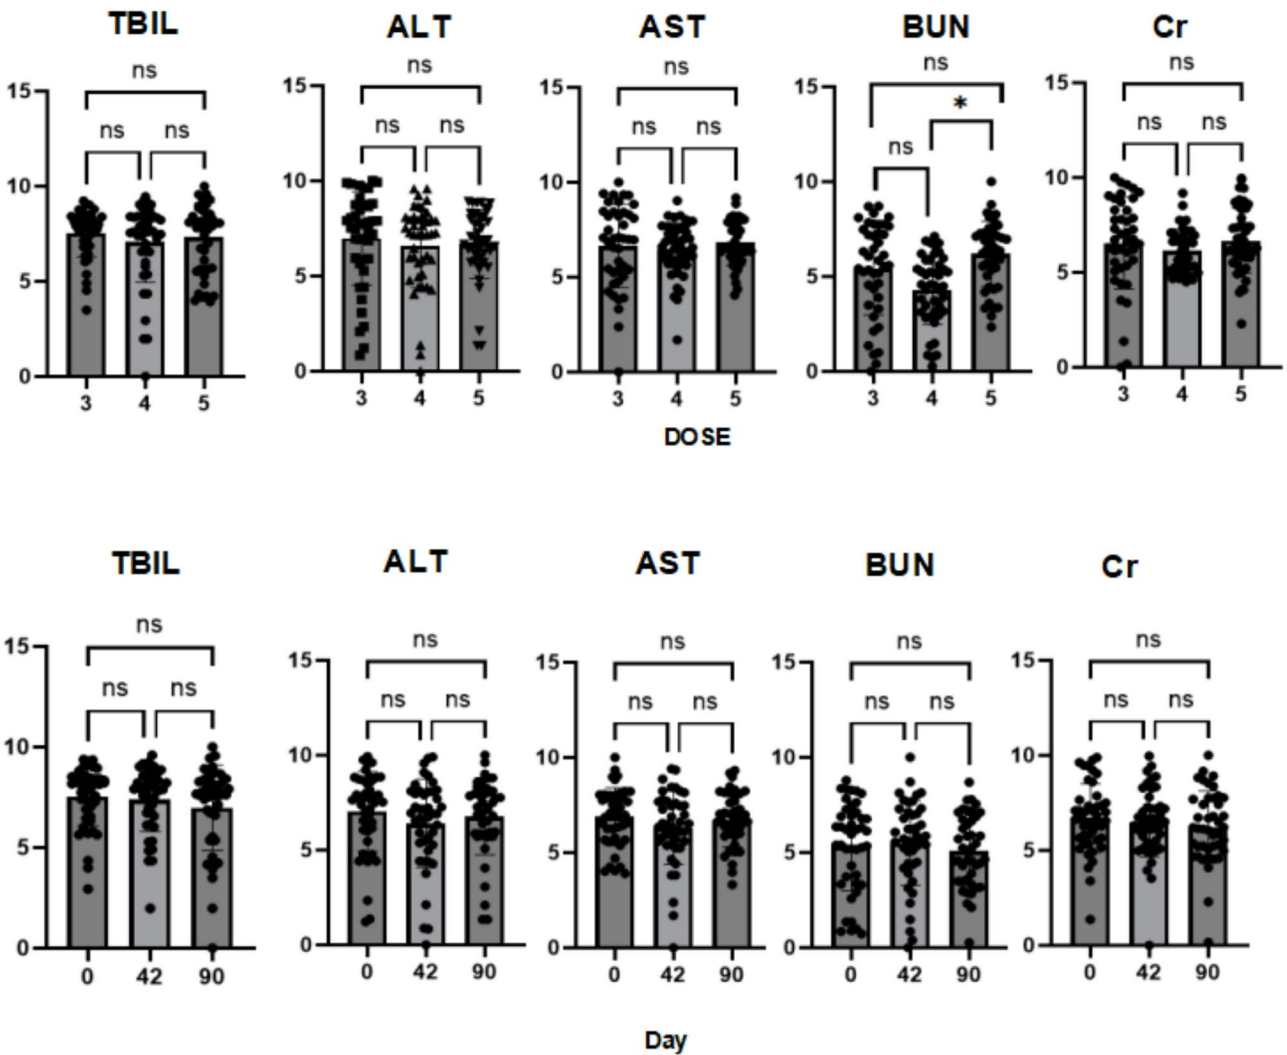 TBIL ALT AST BUN Cr
ns ns ns ns ns
ns ns ns ns ns ns ns * ns ns
15 15 15 15 15
10 10 10 10 10
5 5 5 5 5
0 0 0 0 0
3 4 5 3 4 5 3 4 5 3 4 5 3 4 5
DOSE
TBIL ALT AST BUN Cr
ns ns ns ns ns
ns ns ns ns ns ns ns ns ns ns
15 15 15 15 15
10 10 10 10 10
5 5 5 5 5
0 0 0 0 0
0 42 90 0 42 90 0 42 90 0 42 90 0 42 90
Day